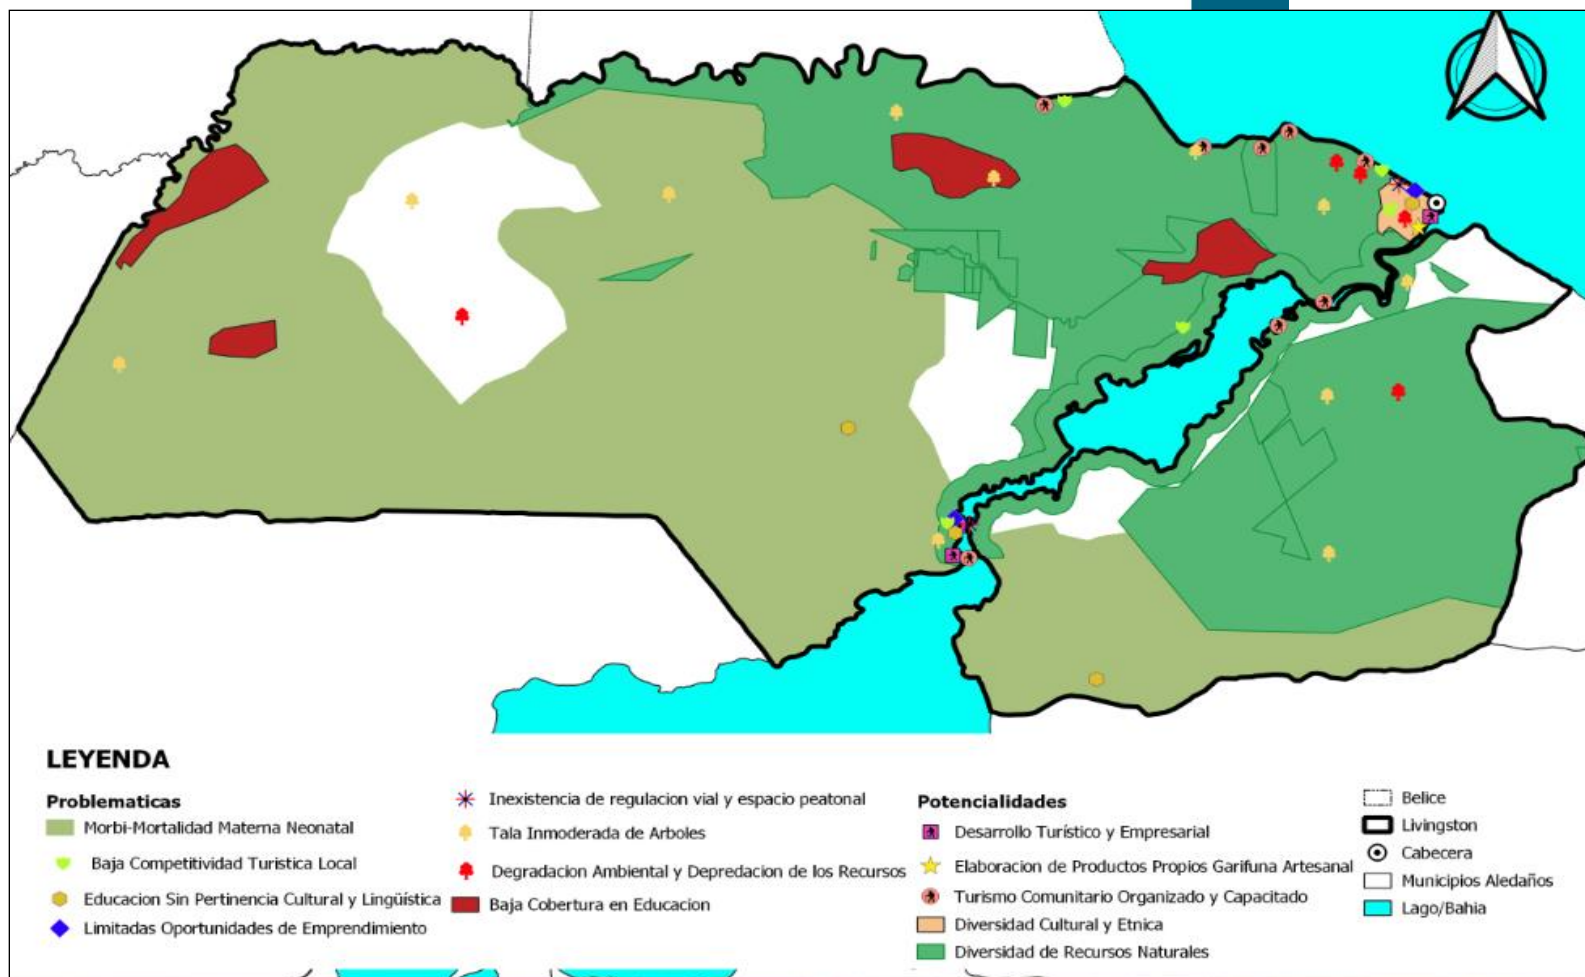 LEYENDA
Problematicas
Morbi-Mortalidad Materna Neonatal
Baja Competitividad Turistica Local
Educacion Sin Pertinencia Cultural y Lingüística
Limitadas Oportunidades de Emprendimiento
Inexistencia de regulacion vial y espacio peatonal
Tala Inmoderada de Arboles
Degradacion Ambiental y Depredacion de los Recursos
Baja Cobertura en Educacion
Potencialidades
Desarrollo Turístico y Empresarial
Elaboracion de Productos Propios Garifuna Artesanal
Turismo Comunitario Organizado y Capacitado
Diversidad Cultural y Etnica
Diversidad de Recursos Naturales
Belice
Livingston
Cabecera
Municipios Aledaños
Lago/Bahia